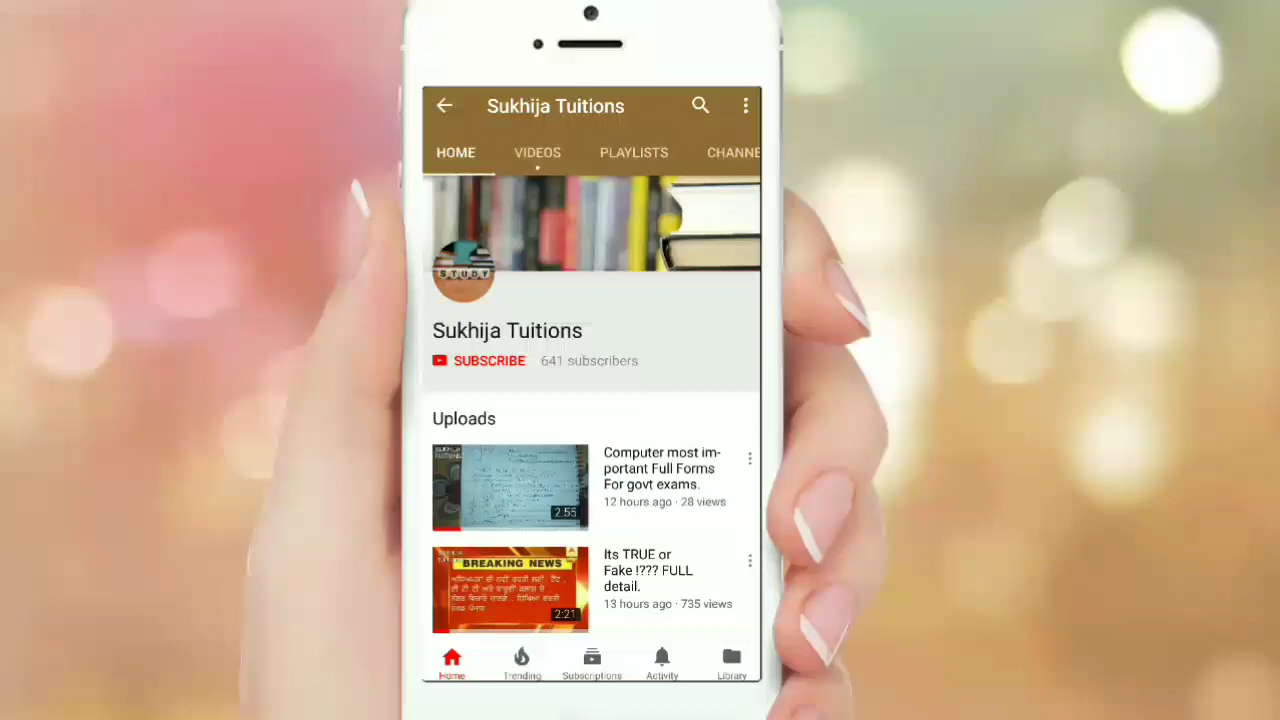 Sukhija Tuitions
HOME VIDEOS PLAYLISTS CHANNE
STUDY
Sukhija Tuitions
SUBSCRIBE 641 subscribers
Uploads
Computer most im-
portant Full Forms
For govt exams.
12 hours ago · 28 views
2:55
BREAKING NEWS
2:21
Its TRUE or
Fake !??? FULL
detail.
13 hours ago · 735 views
Home Trending Subscriptions Activity Library